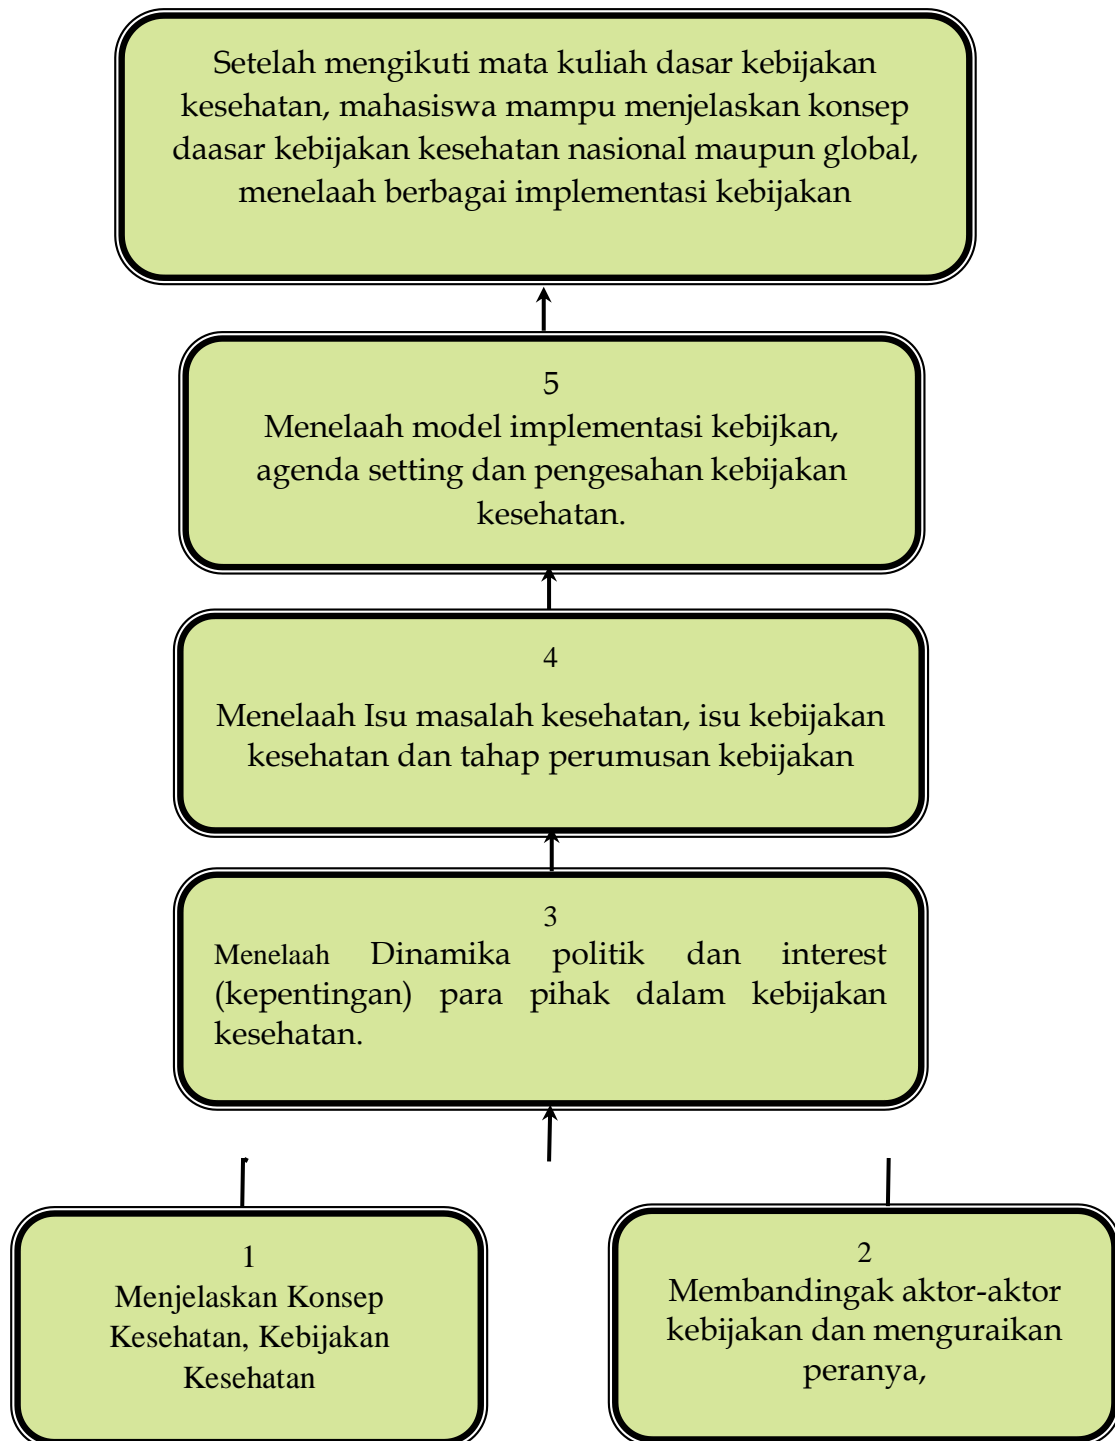 Setelah mengikuti mata kuliah dasar kebijakan
kesehatan, mahasiswa mampu menjelaskan konsep
daasar kebijakan kesehatan nasional maupun global,
menelaah berbagai implementasi kebijakan
5
Menelaah model implementasi kebijkan,
agenda setting dan pengesahan kebijakan
kesehatan.
4
Menelaah Isu masalah kesehatan, isu kebijakan
kesehatan dan tahap perumusan kebijakan
3
Menelaah Dinamika politik dan interest
(kepentingan) para pihak dalam kebijakan
kesehatan.
1
Menjelaskan Konsep
Kesehatan, Kebijakan
Kesehatan
2
Membandingak aktor-aktor
kebijakan dan menguraikan
peranya,